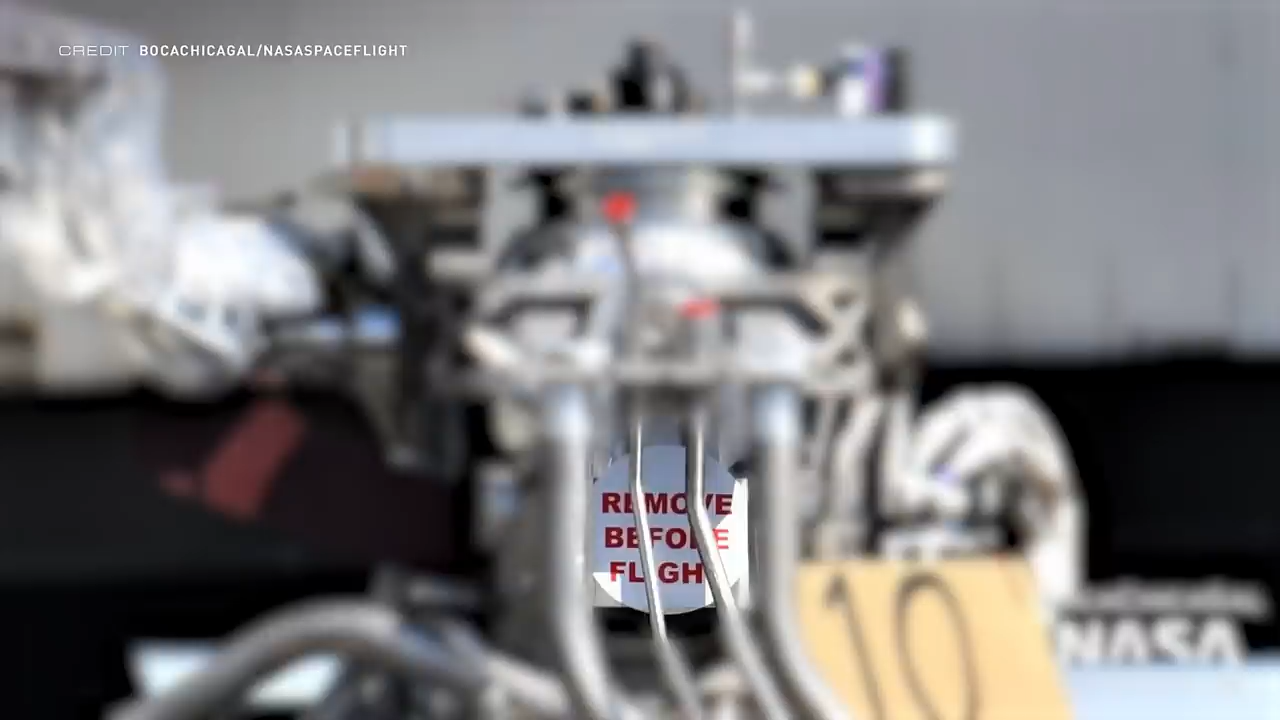 CREDIT BOCACHICAGAL/NASASPACEFLIGHT
REMOVE
BEFORE
FLIGHT
10
NASA